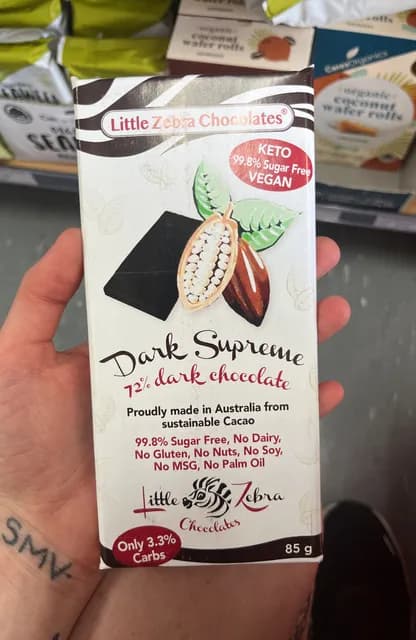 organic
coconut
wafer rolls
organic
coconut
wafer rolls
Little Zebra Chocolates®
KETO
99.8% Sugar Free
VEGAN
Dark Supreme
72% dark chocolate
Proudly made in Australia from
sustainable Cacao
99.8% Sugar Free, No Dairy,
No Gluten, No Nuts, No Soy,
No MSG, No Palm Oil
Little Zebra
Chocolates
Only 3.3%
Carbs
85 g
SMV